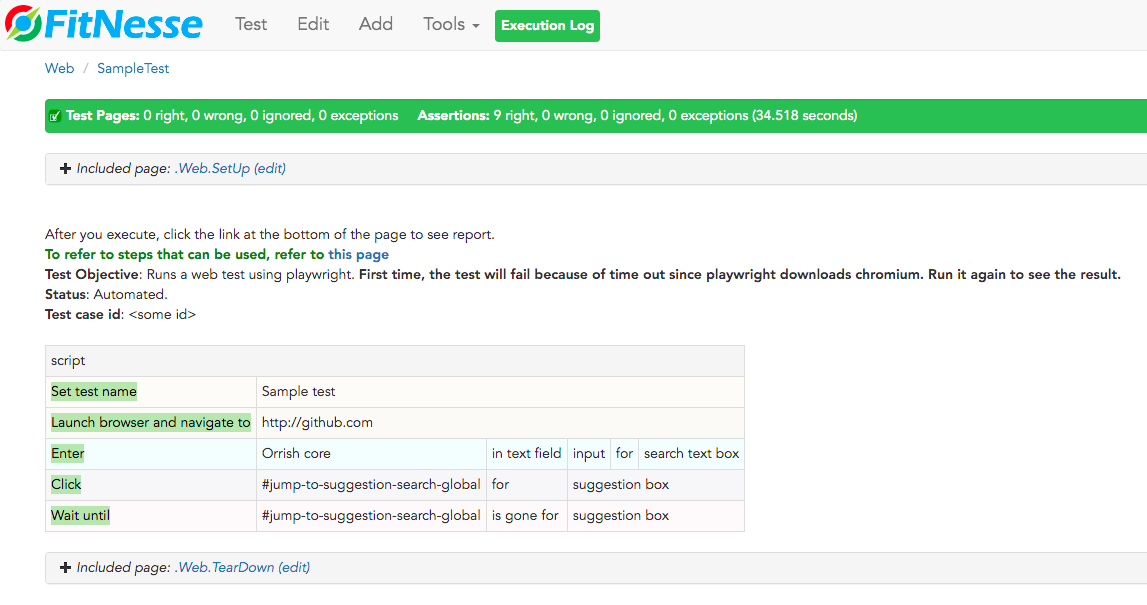 FitNesse Test Edit Add Tools Execution Log
Web / SampleTest
Test Pages: 0 right, 0 wrong, 0 ignored, 0 exceptions Assertions: 9 right, 0 wrong, 0 ignored, 0 exceptions (34.518 seconds)
Included page: .Web.SetUp (edit)
After you execute, click the link at the bottom of the page to see report.
To refer to steps that can be used, refer to this page
Test Objective: Runs a web test using playwright. First time, the test will fail because of time out since playwright downloads chromium. Run it again to see the result.
Status: Automated.
Test case id: <some id>
script
Set test name Sample test
Launch browser and navigate to http://github.com
Enter Orrish core in text field input for search text box
Click #jump-to-suggestion-search-global for suggestion box
Wait until #jump-to-suggestion-search-global is gone for suggestion box
Included page: .Web.TearDown (edit)